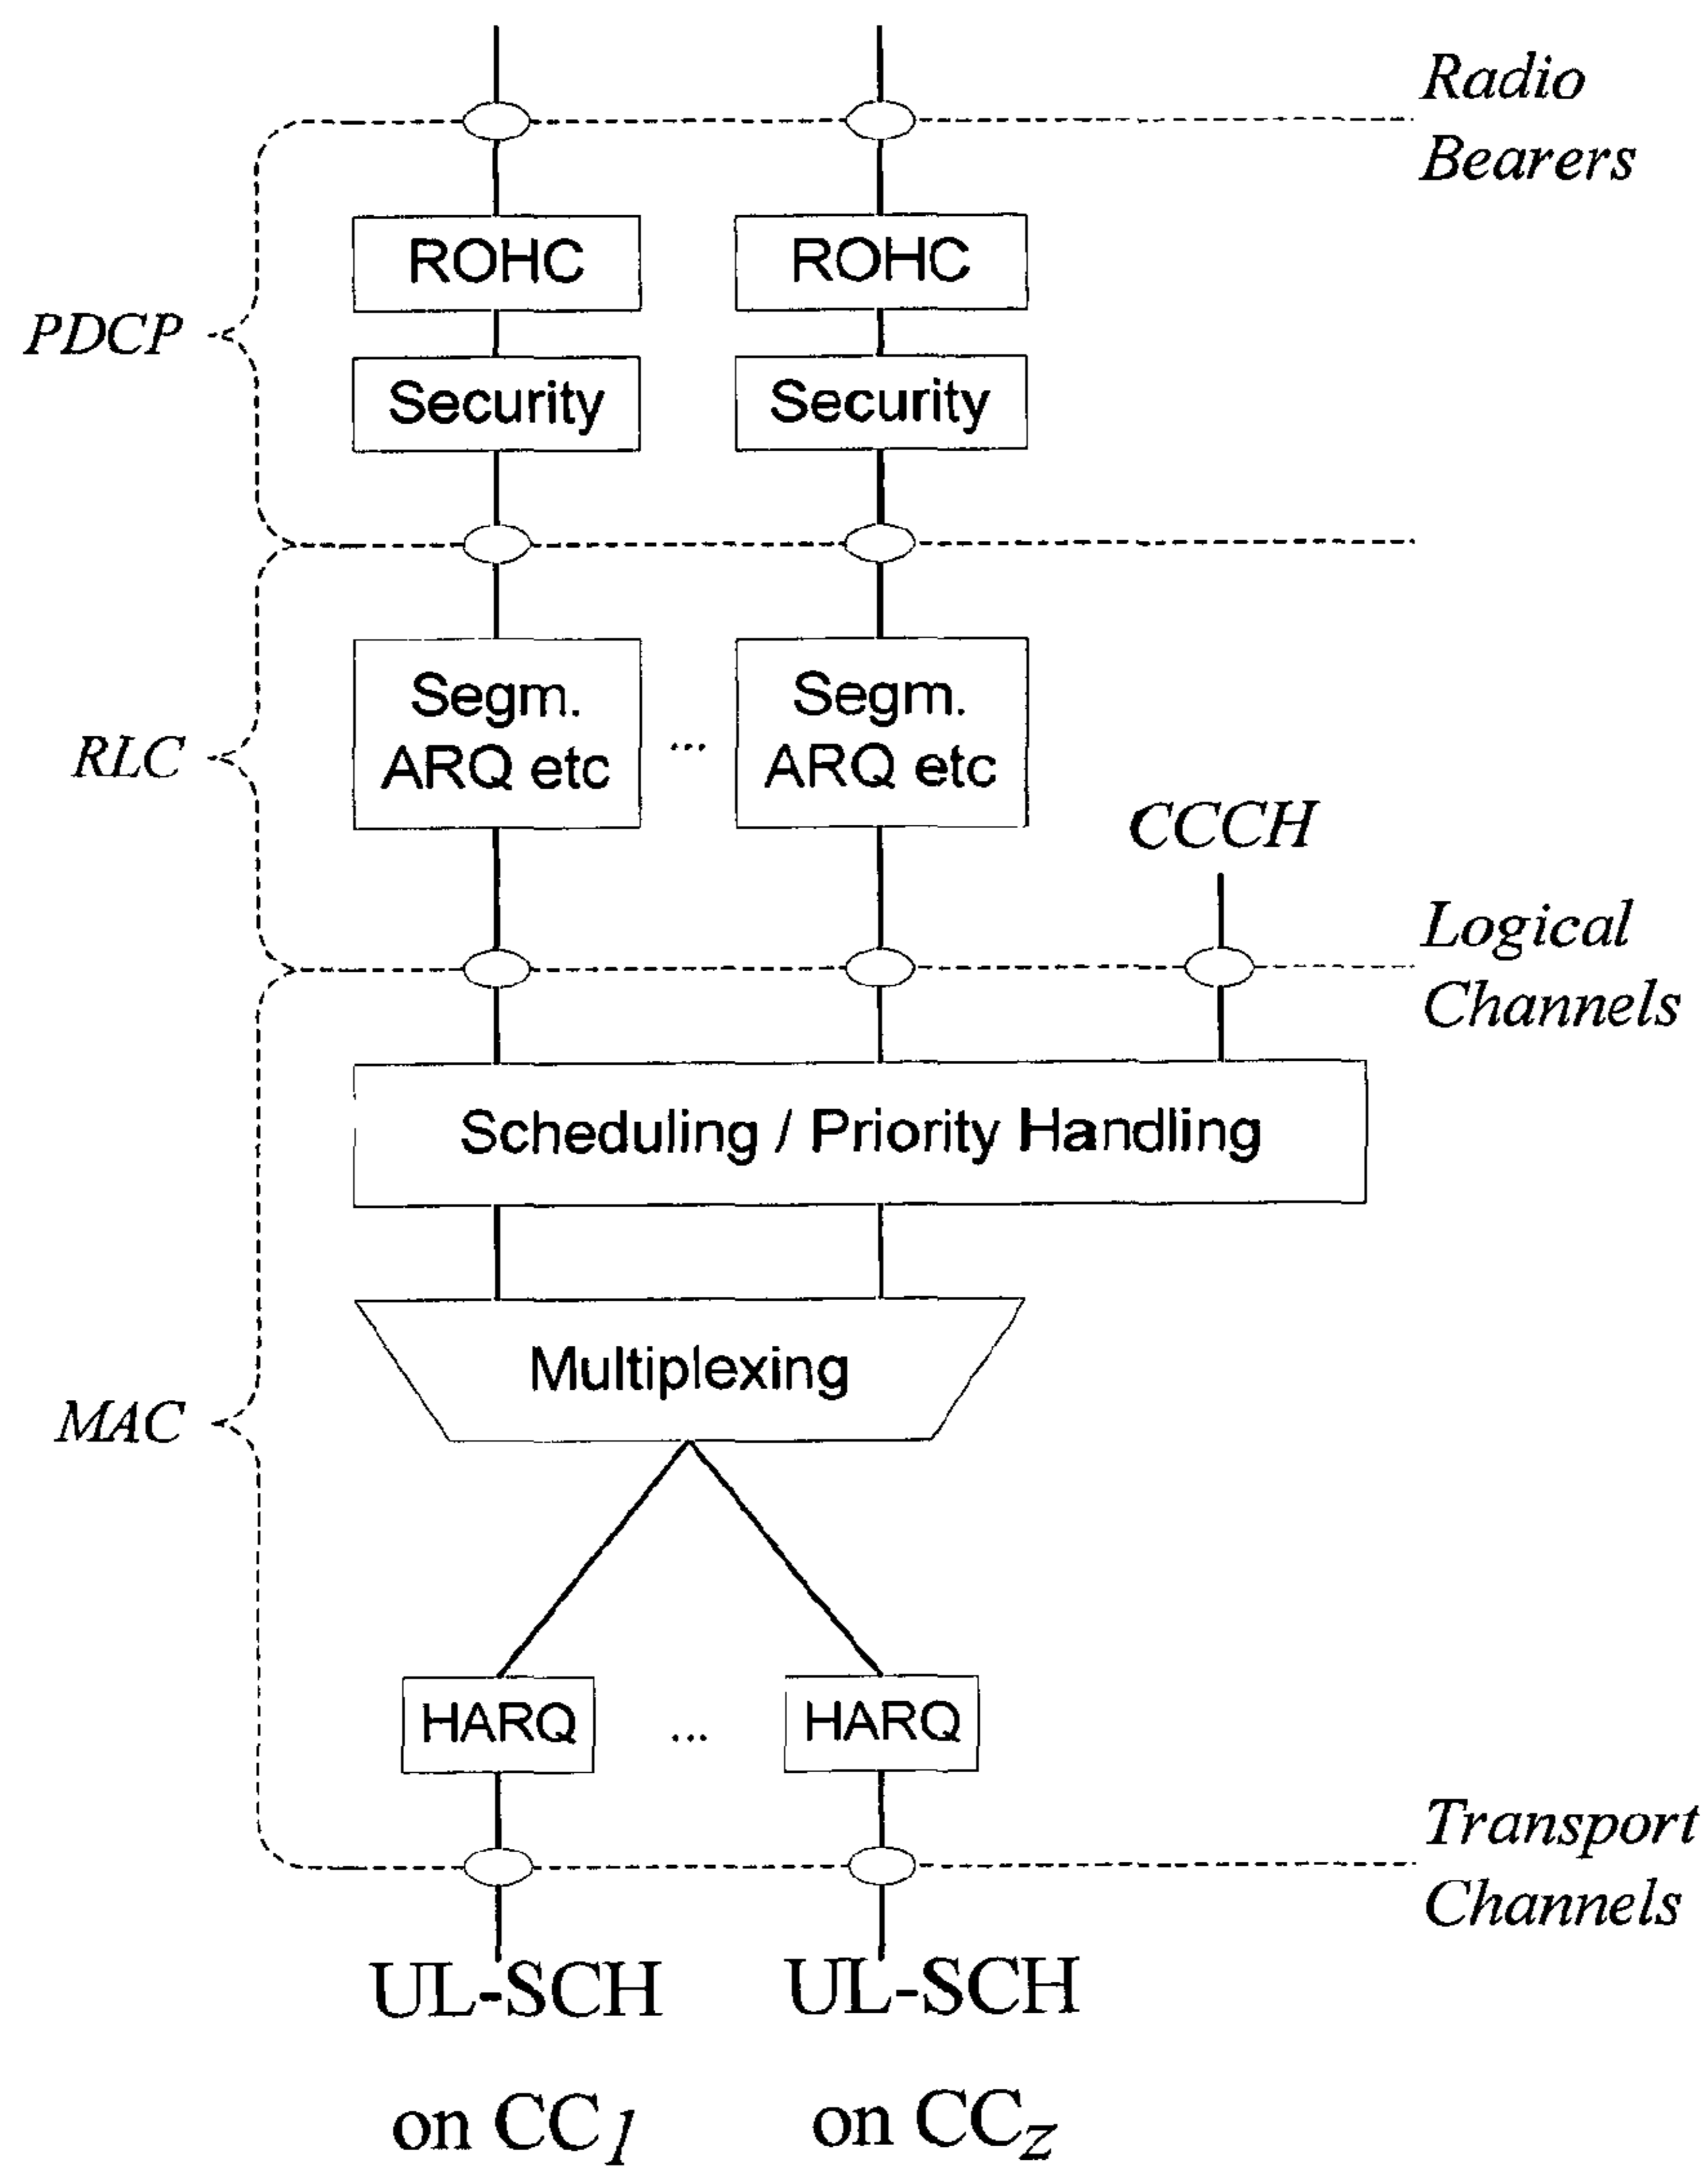 Radio
Bearers
ROHC
ROHC
PDCP
Security
Security
Segm.
ARQ etc
...
Segm.
ARQ etc
RLC
CCCH
Logical
Channels
Scheduling / Priority Handling
Multiplexing
MAC
HARQ
...
HARQ
Transport
Channels
UL-SCH
on CC1
UL-SCH
on CCz